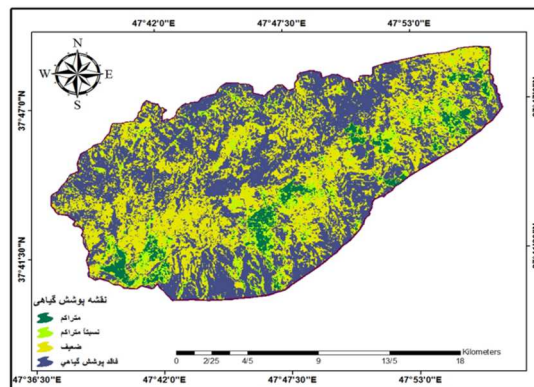 47°42'0"E 47°47'30"E 47°53'0"E
N
W E
S
37°47'0"N
37°41'30"N
نقشه پوشش گیاهی
متراکم
نسبتاً متراکم
ضعیف
فاقد پوشش گیاهی
Kilometers
0 2/25 4/5 9 13/5 18
47°36'30"E 47°42'0"E 47°47'30"E 47°53'0"E